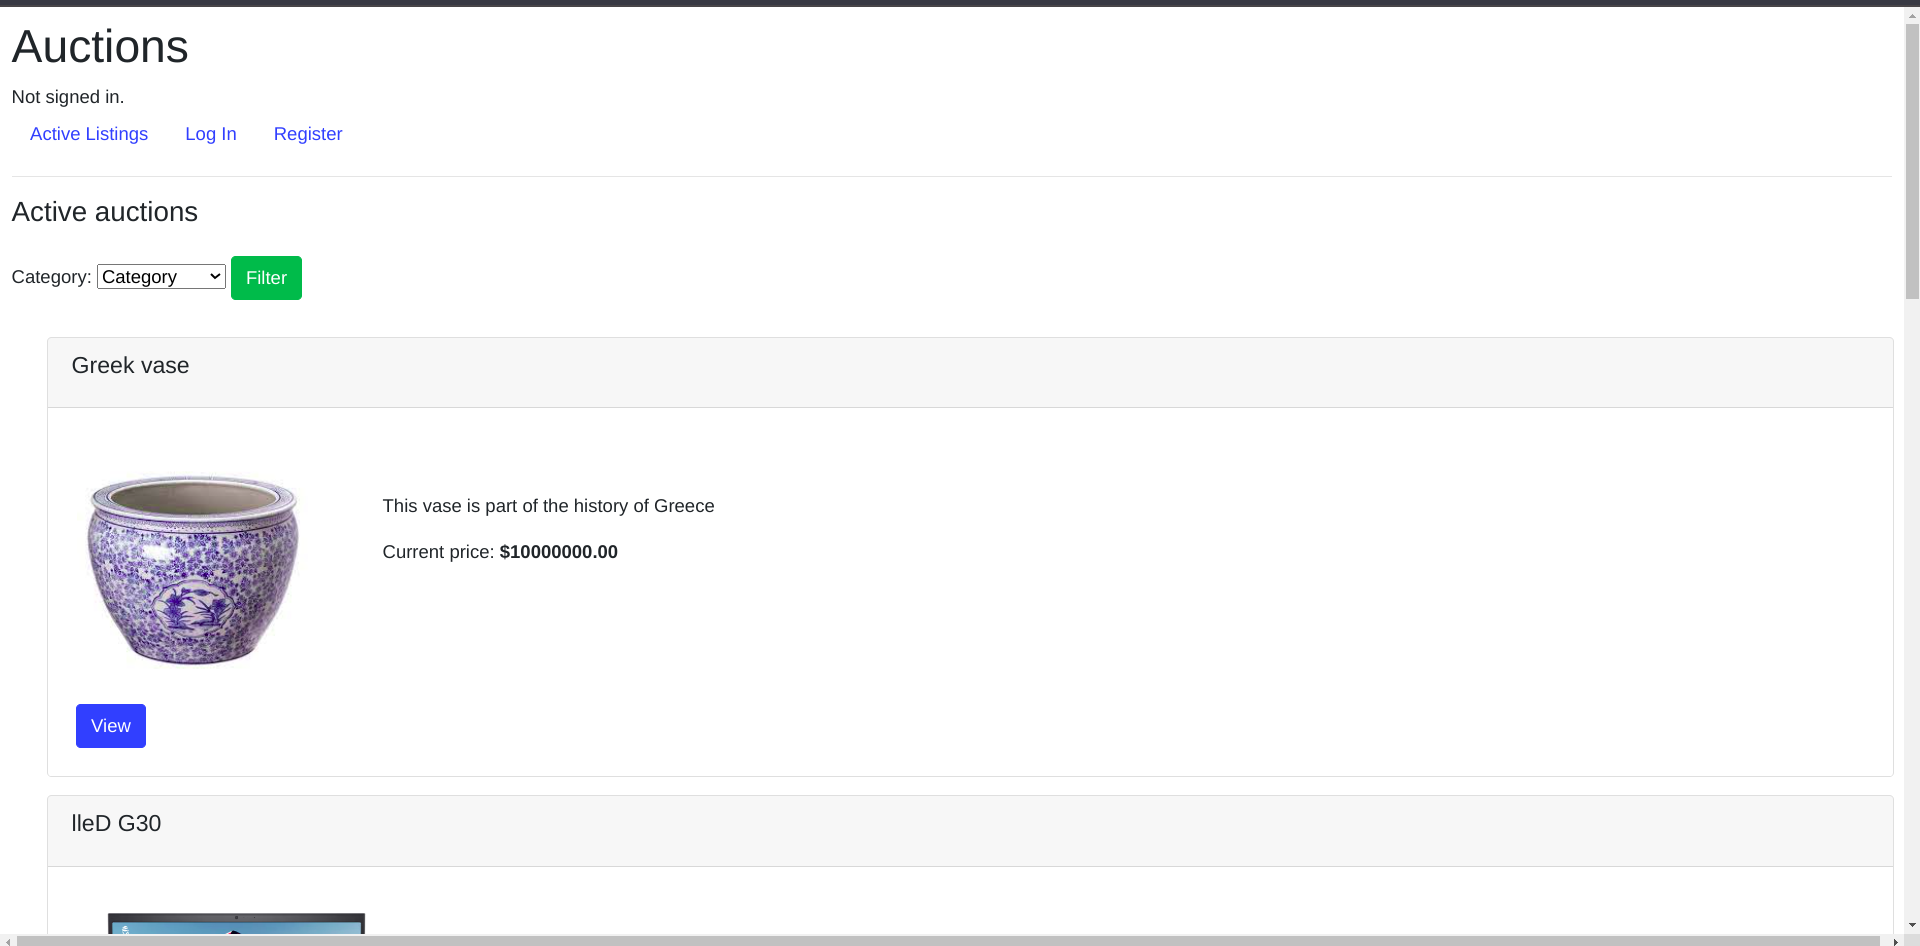 Auctions
Not signed in.
Active Listings Log In Register
Active auctions
Category: Category Filter
Greek vase
This vase is part of the history of Greece
Current price: $10000000.00
View
lleD G30